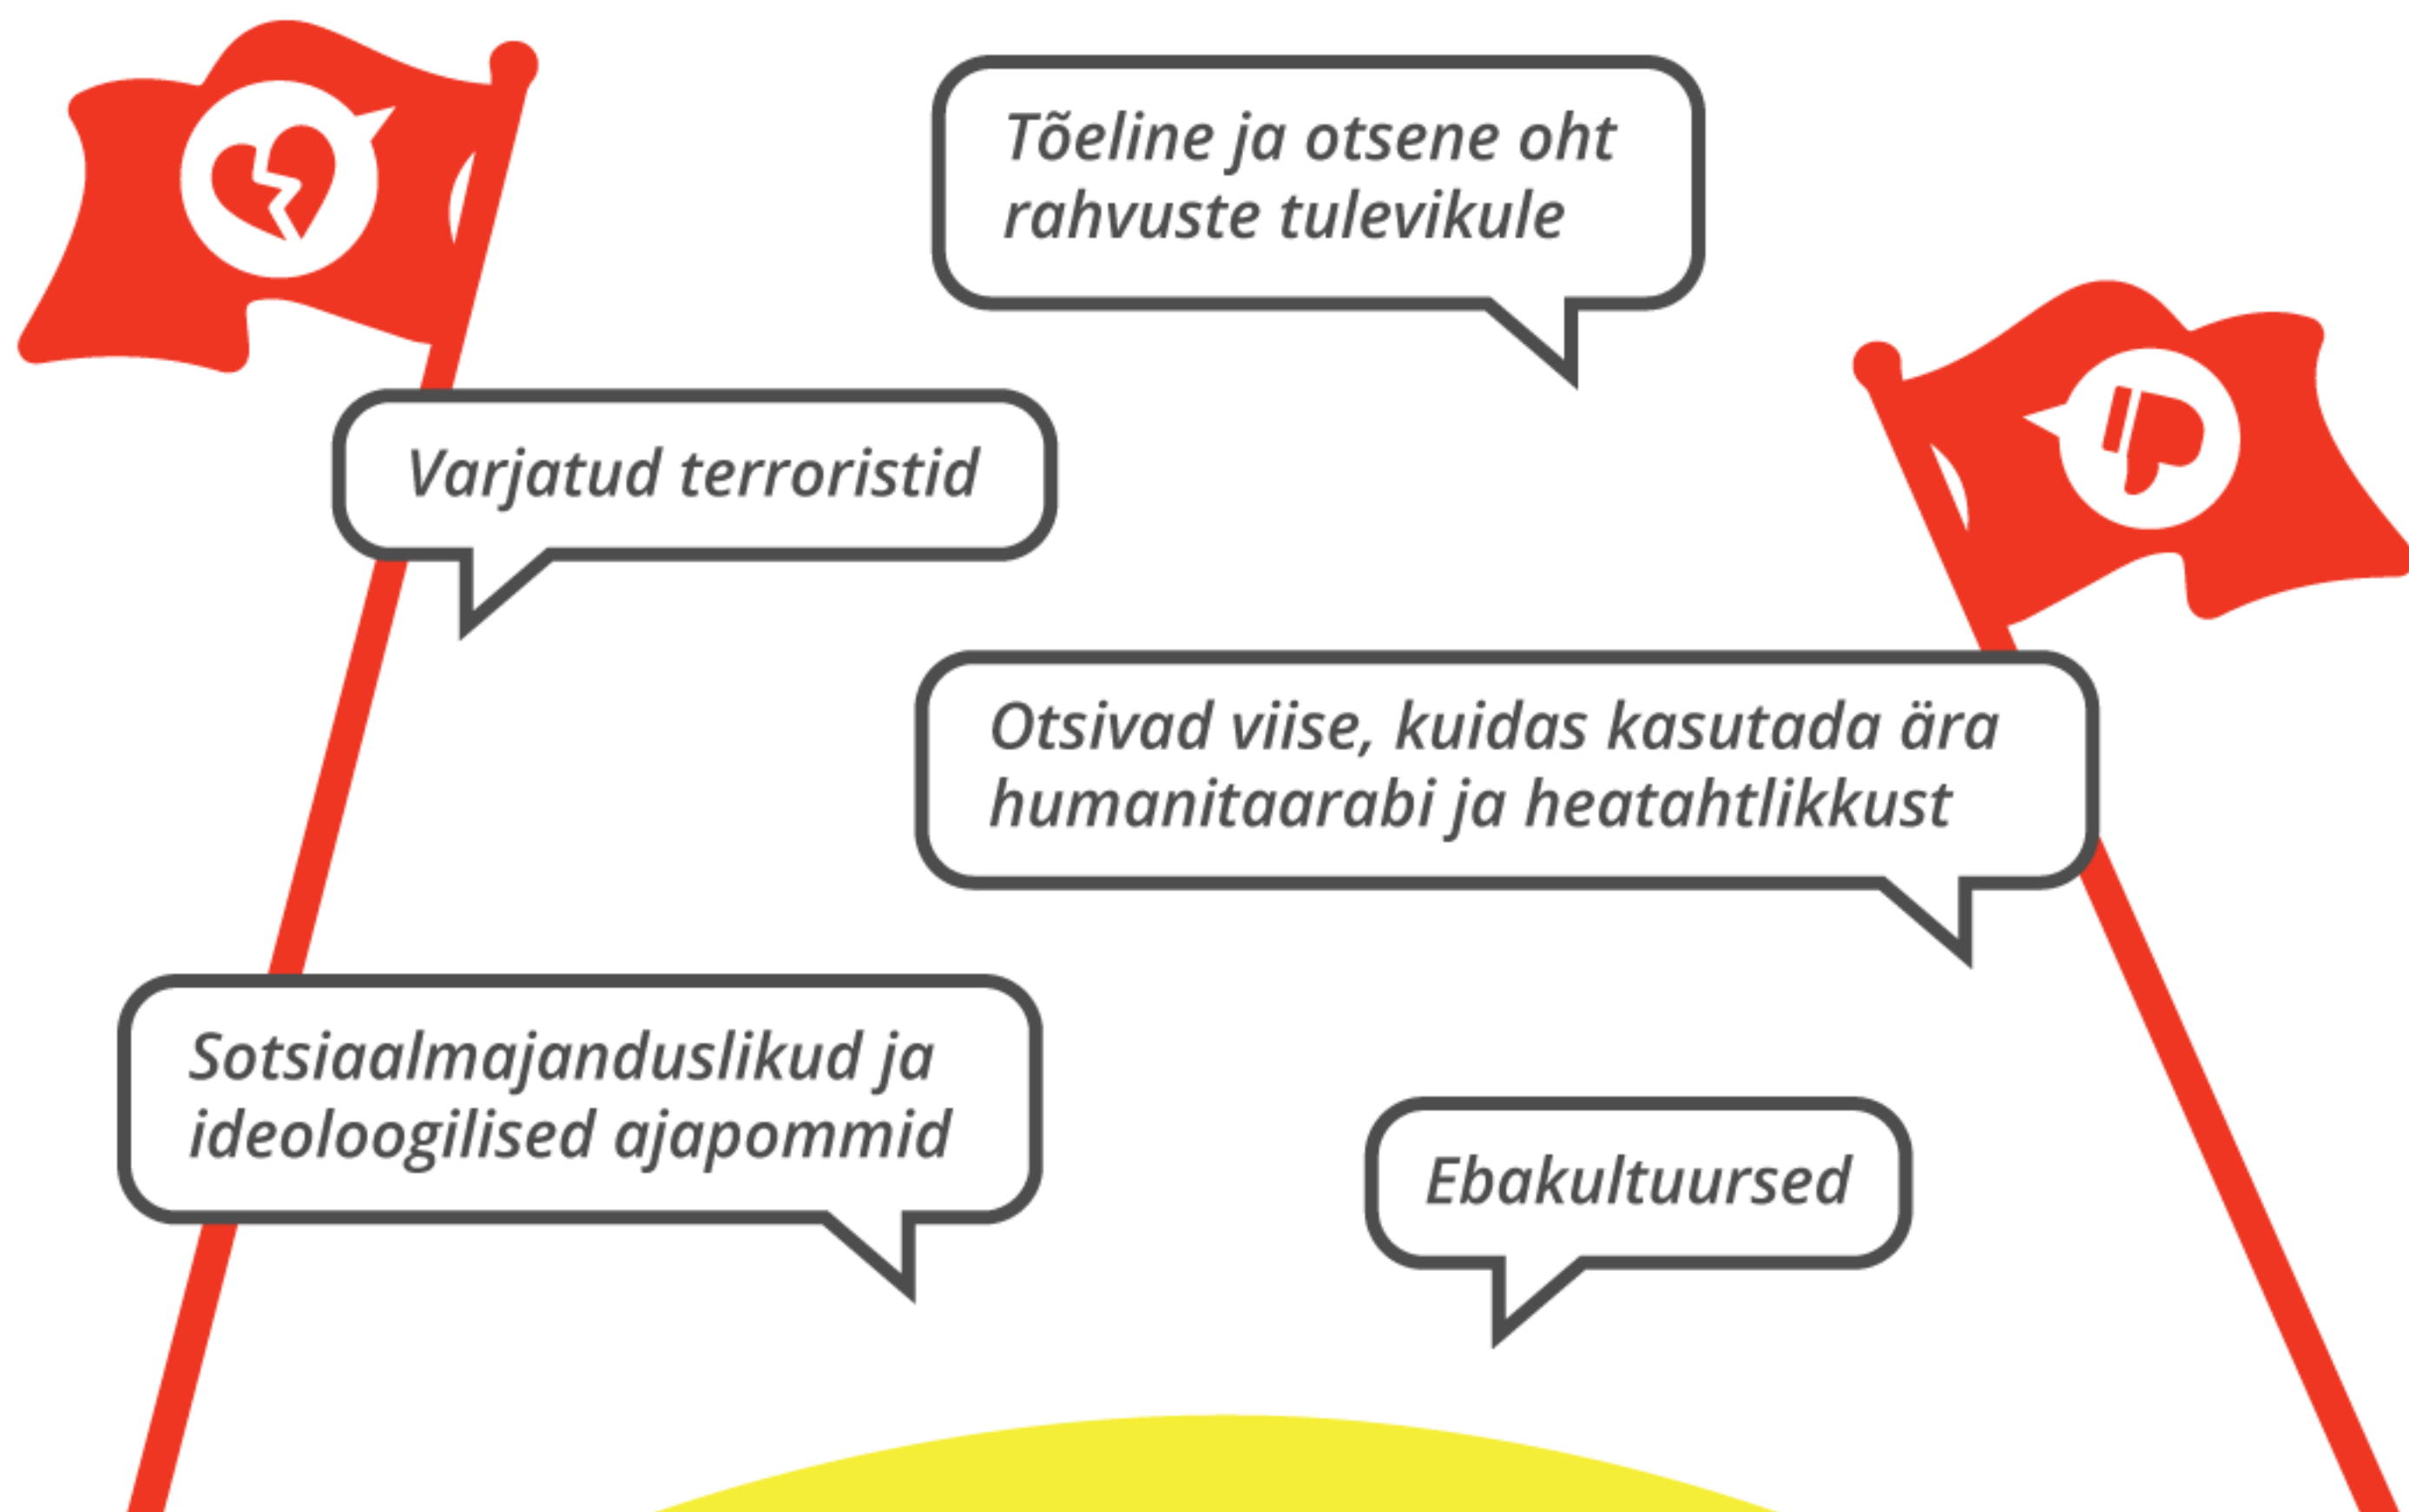 Tõeline ja otsene oht
rahvuste tulevikule
Varjatud terroristid
Otsivad viise, kuidas kasutada ära
humanitaarabi ja heatahtlikkust
Sotsiaalmajanduslikud ja
ideoloogilised ajapommid
Ebakultuursed